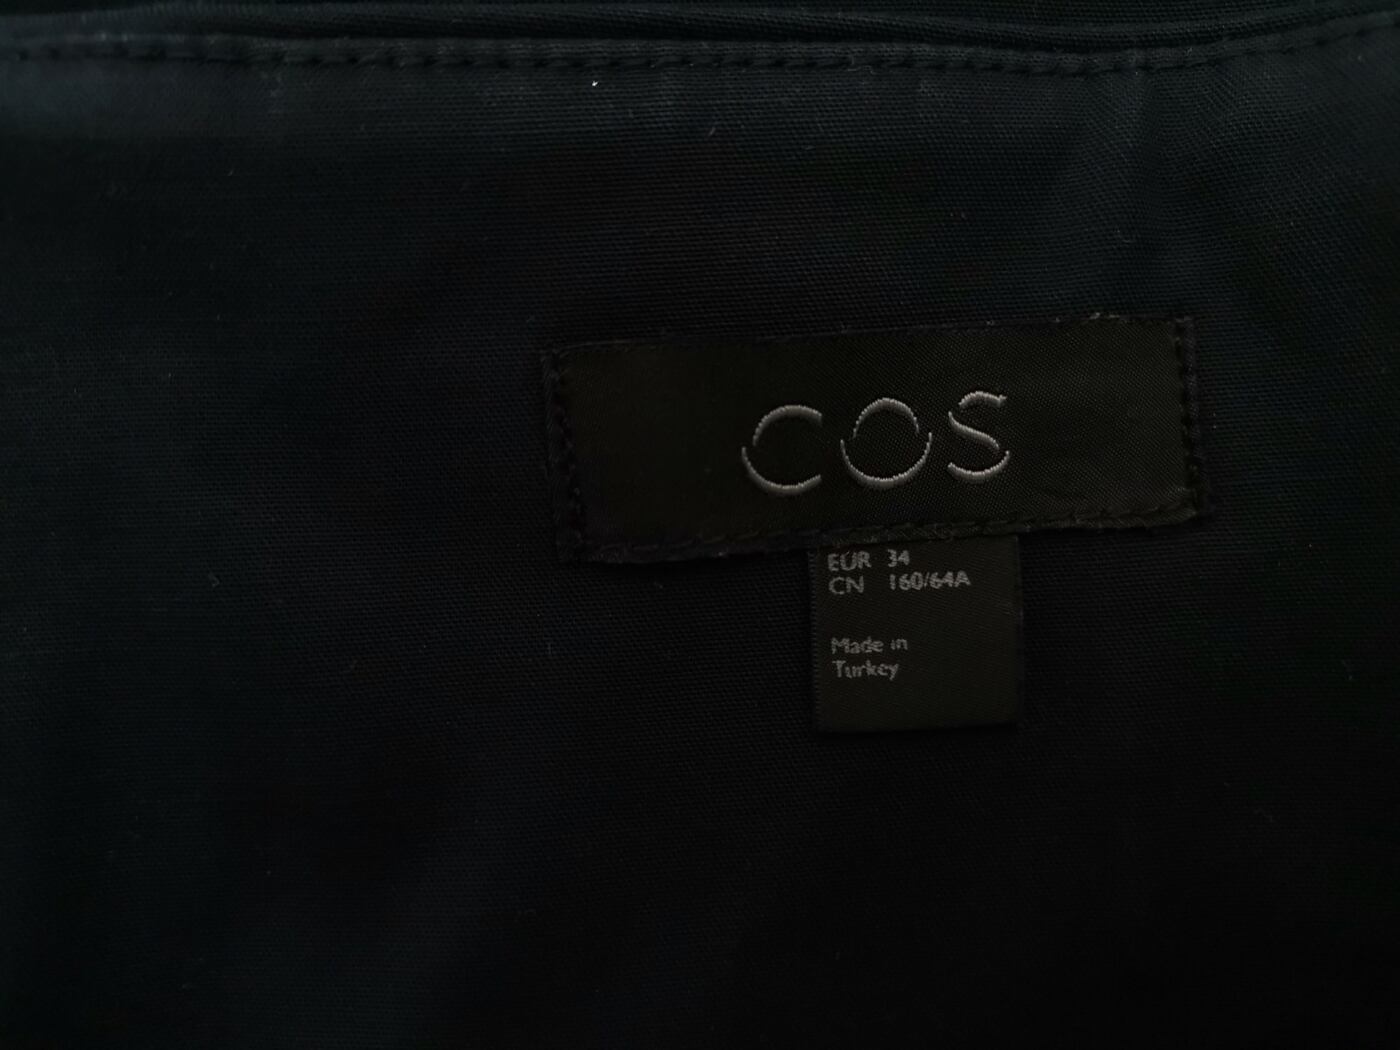 COS
EUR 34
CN 160/64A
Made in
Turkey